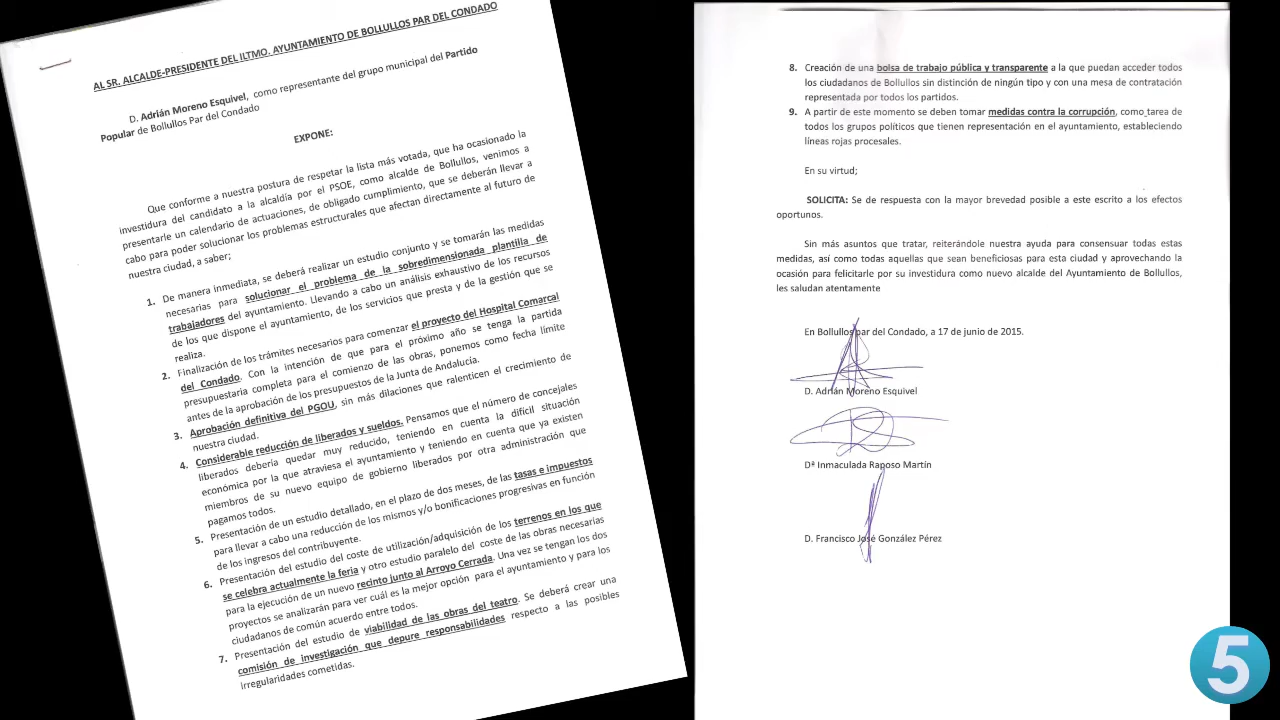 AL SR. ALCALDE-PRESIDENTE DEL ILTMO. AYUNTAMIENTO DE BOLLULLOS PAR DEL CONDADO
D. Adrián Moreno Esquivel, como representante del grupo municipal del Partido
Popular de Bollullos Par del Condado
EXPONE:
Que conforme a nuestra postura de respetar la lista más votada, que ha ocasionado la
investidura del candidato a la alcaldía por el PSOE, como alcalde de Bollullos, venimos a
presentarle un calendario de actuaciones, de obligado cumplimiento, que se deberán llevar a
cabo para poder solucionar los problemas estructurales que afectan directamente al futuro de
nuestra ciudad, a saber;
1. De manera inmediata, se deberá realizar un estudio conjunto y se tomarán las medidas
necesarias para solucionar el problema de la sobredimensionada plantilla de
trabajadores del ayuntamiento. Llevando a cabo un análisis exhaustivo de los recursos
de los que dispone el ayuntamiento, de los servicios que presta y de la gestión que se
realiza.
2. Finalización de los trámites necesarios para comenzar el proyecto del Hospital Comarcal
del Condado. Con la intención de que para el próximo año se tenga la partida
presupuestaria completa para el comienzo de las obras, ponemos como fecha límite
antes de la aprobación de los presupuestos de la Junta de Andalucía.
3. Aprobación definitiva del PGOU, sin más dilaciones que ralenticen el crecimiento de
nuestra ciudad.
4. Considerable reducción de liberados y sueldos. Pensamos que el número de concejales
liberados debería quedar muy reducido, teniendo en cuenta la difícil situación
económica por la que atraviesa el ayuntamiento y teniendo en cuenta que ya existen
miembros de su nuevo equipo de gobierno liberados por otra administración que
pagamos todos.
5. Presentación de un estudio detallado, en el plazo de dos meses, de las tasas e impuestos
para llevar a cabo una reducción de los mismos y/o bonificaciones progresivas en función
de los ingresos del contribuyente.
6. Presentación del estudio del coste de utilización/adquisición de los terrenos en los que
se celebra actualmente la feria y otro estudio paralelo del coste de las obras necesarias
para la ejecución de un nuevo recinto junto al Arroyo Cerrada. Una vez se tengan los dos
proyectos se analizarán para ver cuál es la mejor opción para el ayuntamiento y para los
ciudadanos de común acuerdo entre todos.
7. Presentación del estudio de viabilidad de las obras del teatro. Se deberá crear una
comisión de investigación que depure responsabilidades respecto a las posibles
irregularidades cometidas.
8. Creación de una bolsa de trabajo pública y transparente a la que puedan acceder todos
los ciudadanos de Bollullos sin distinción de ningún tipo y con una mesa de contratación
representada por todos los partidos.
9. A partir de este momento se deben tomar medidas contra la corrupción, como tarea de
todos los grupos políticos que tienen representación en el ayuntamiento, estableciendo
líneas rojas procesales.
En su virtud;
SOLICITA: Se de respuesta con la mayor brevedad posible a este escrito a los efectos
oportunos.
Sin más asuntos que tratar, reiterándole nuestra ayuda para consensuar todas estas
medidas, así como todas aquellas que sean beneficiosas para esta ciudad y aprovechando la
ocasión para felicitarle por su investidura como nuevo alcalde del Ayuntamiento de Bollullos,
les saludan atentamente
En Bollullos par del Condado, a 17 de junio de 2015.
D. Adrián Moreno Esquivel
Dª Inmaculada Raposo Martín
D. Francisco José González Pérez
5